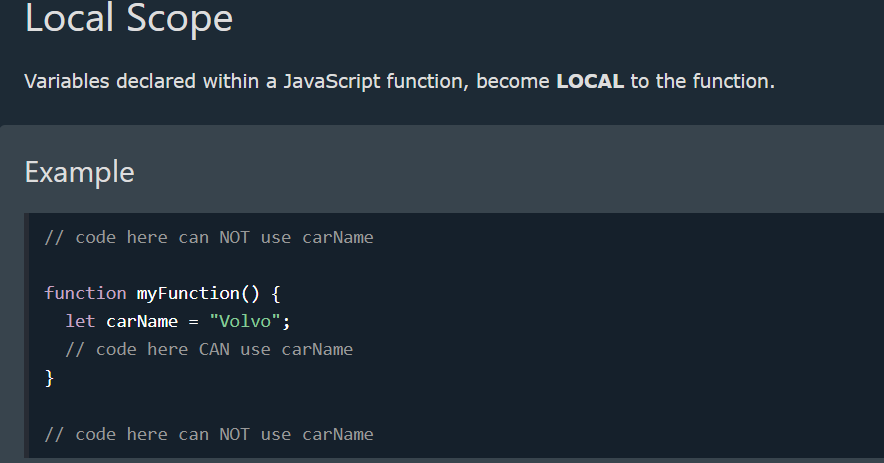 Local Scope
Variables declared within a JavaScript function, become LOCAL to the function.
Example
// code here can NOT use carName
function myFunction() {
  let carName = "Volvo";
  // code here CAN use carName
}
// code here can NOT use carName